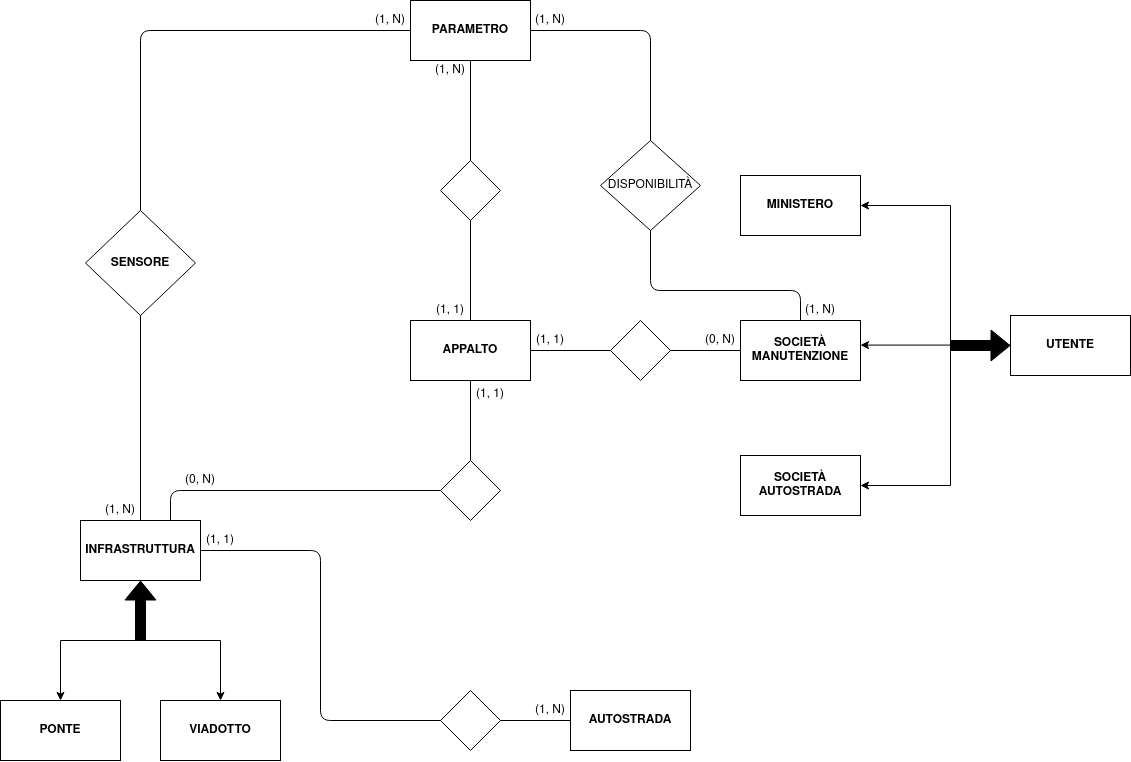 (1, N)
PARAMETRO
(1, N)
(1, N)
DISPONIBILITÀ
MINISTERO
SENSORE
(1, 1)
(1, N)
APPALTO
(1, 1)
(0, N)
SOCIETÀ
MANUTENZIONE
UTENTE
(1, 1)
(0, N)
SOCIETÀ
AUTOSTRADA
(1, N)
INFRASTRUTTURA
(1, 1)
(1, N)
AUTOSTRADA
PONTE
VIADOTTO